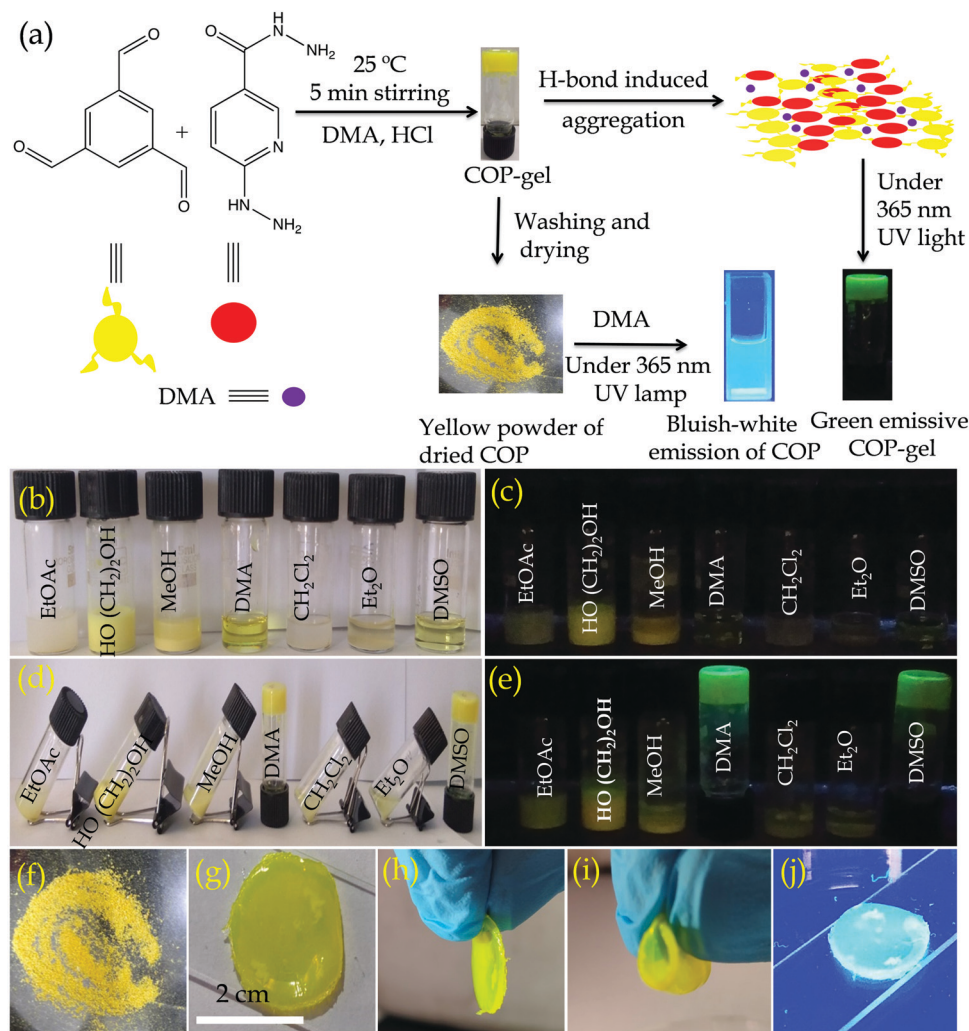 (a)
O
O
O
+
O
H
N
NH2
N
HN
NH2
25 ºC
5 min stirring
DMA, HCl
COP-gel
H-bond induced
aggregation
Under
365 nm
UV light
Washing and
drying
DMA
Under 365 nm
UV lamp
DMA
Yellow powder of
dried COP
Bluish-white
emission of COP
Green emissive
COP-gel
(b)
EtOAc
HO (CH2)2OH
MeOH
DMA
CH2Cl2
Et2O
DMSO
(c)
EtOAc
HO (CH2)2OH
MeOH
DMA
CH2Cl2
Et2O
DMSO
(d)
EtOAc
HO (CH2)2OH
MeOH
DMA
CH2Cl2
Et2O
DMSO
(e)
EtOAc
HO (CH2)2OH
MeOH
DMA
CH2Cl2
Et2O
DMSO
(f)
(g)
2 cm
(h)
(i)
(j)